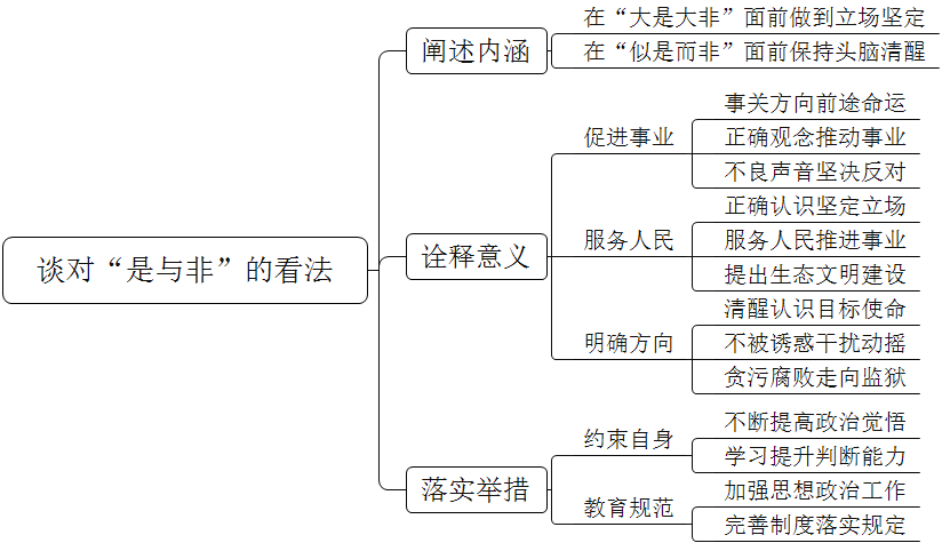 谈对“是与非”的看法
阐述内涵
在“大是大非”面前做到立场坚定
在“似是而非”面前保持头脑清醒
诠释意义
促进事业
事关方向前途命运
正确观念推动事业
不良声音坚决反对
服务人民
正确认识坚定立场
服务人民推进事业
提出生态文明建设
明确方向
清醒认识目标使命
不被诱惑干扰动摇
贪污腐败走向监狱
落实举措
约束自身
不断提高政治觉悟
学习提升判断能力
教育规范
加强思想政治工作
完善制度落实规定